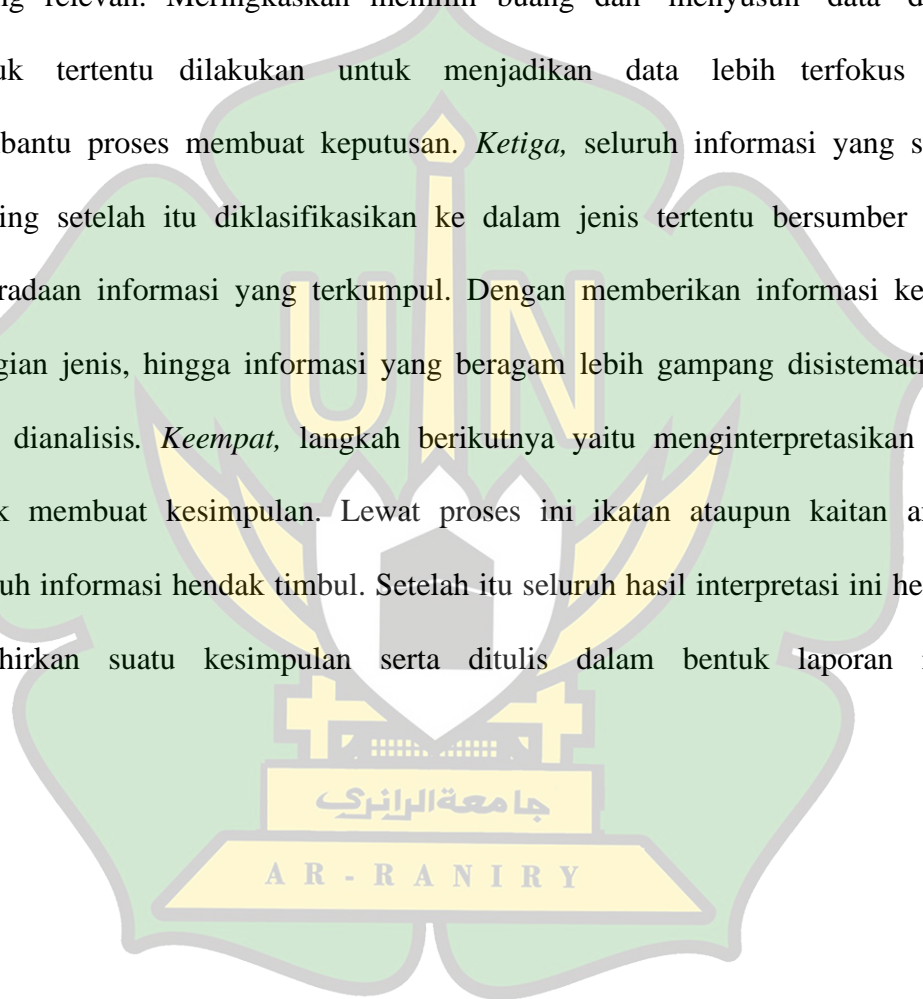 ng relevan. Meringkaskan memilih buang dan menyusun data d
uk tertentu dilakukan untuk menjadikan data lebih terfokus
bantu proses membuat keputusan. Ketiga, seluruh informasi yang s
ing setelah itu diklasifikasikan ke dalam jenis tertentu bersumber
radaan informasi yang terkumpul. Dengan memberikan informasi ke
gian jenis, hingga informasi yang beragam lebih gampang disistemati
dianalisis. Keempat, langkah berikutnya yaitu menginterpretasikan
k membuat kesimpulan. Lewat proses ini ikatan ataupun kaitan a
uh informasi hendak timbul. Setelah itu seluruh hasil interpretasi ini he
hirkan suatu kesimpulan serta ditulis dalam bentuk laporan
UIN
جامعةالرانري
AR-RANIRY